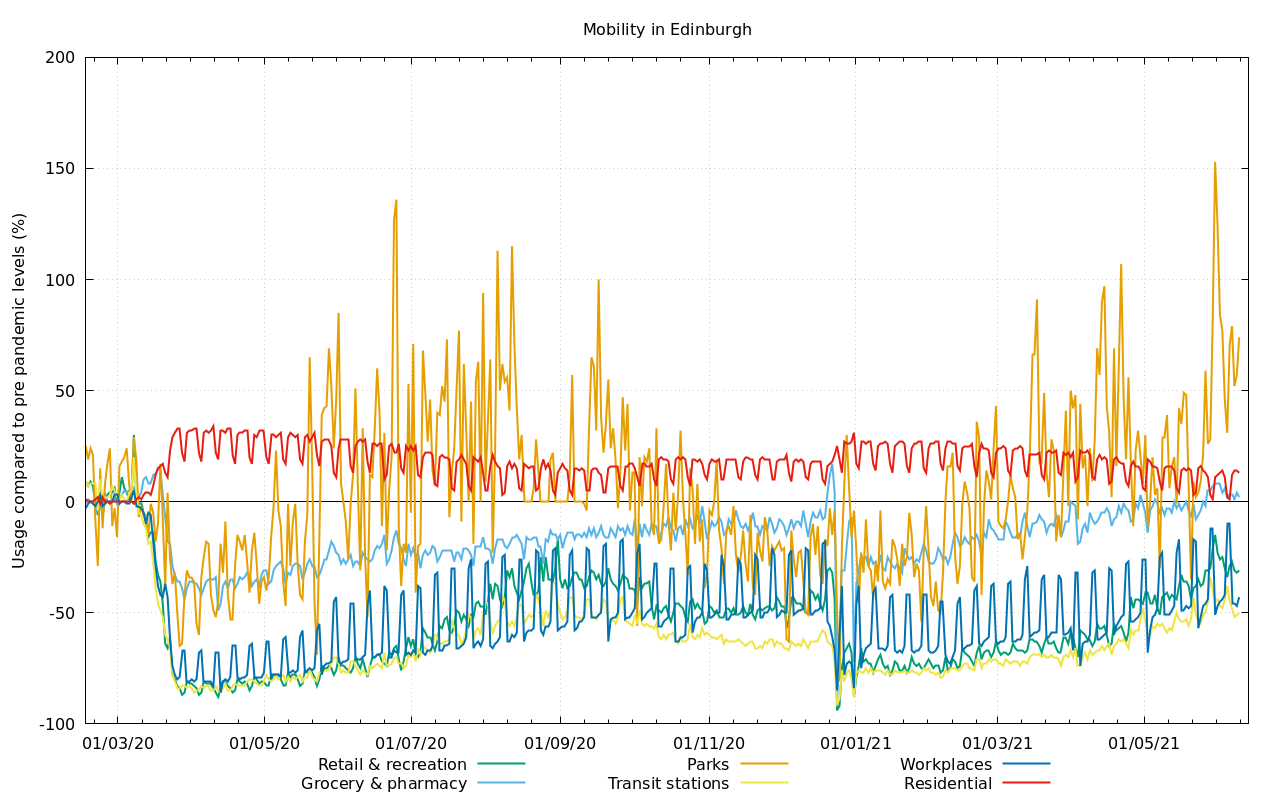 Mobility in Edinburgh
Usage compared to pre pandemic levels (%)
200
150
100
50
0
-50
-100
01/03/20 01/05/20 01/07/20 01/09/20 01/11/20 01/01/21 01/03/21 01/05/21
Retail & recreation Parks Workplaces
Grocery & pharmacy Transit stations Residential